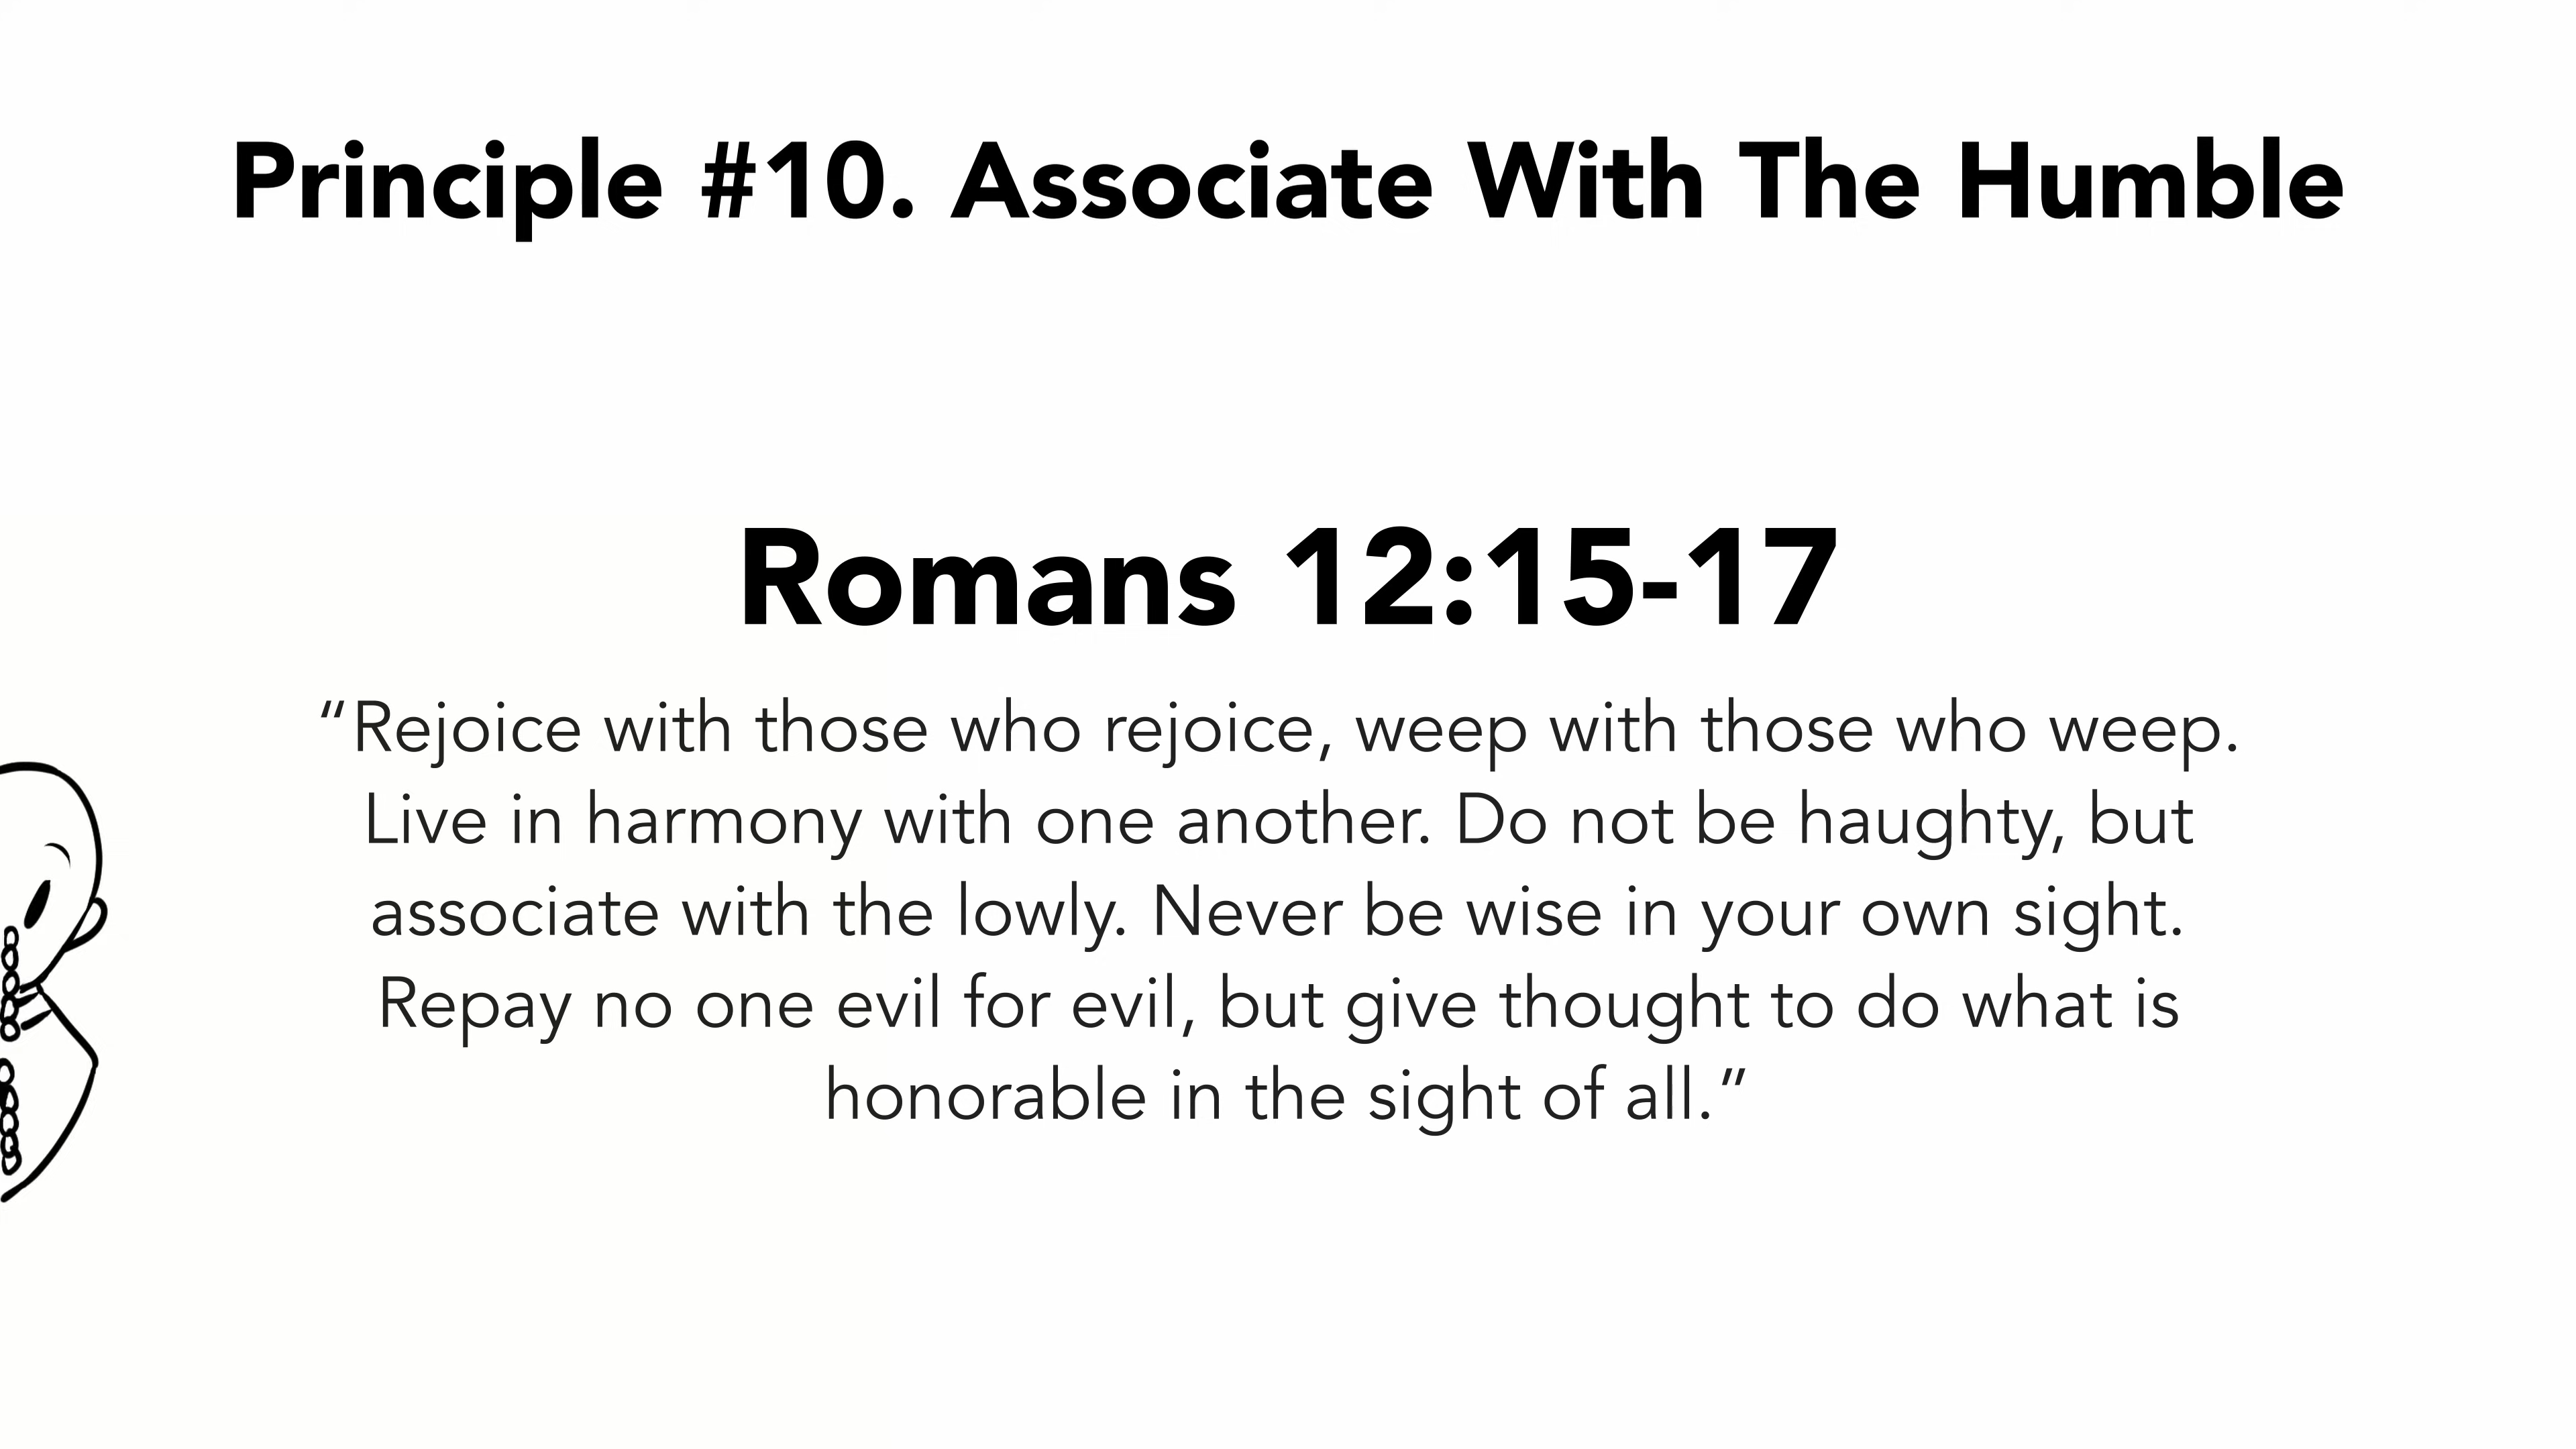 Principle #10. Associate With The Humble
Romans 12:15-17
“Rejoice with those who rejoice, weep with those who weep.
Live in harmony with one another. Do not be haughty, but
associate with the lowly. Never be wise in your own sight.
Repay no one evil for evil, but give thought to do what is
honorable in the sight of all.”